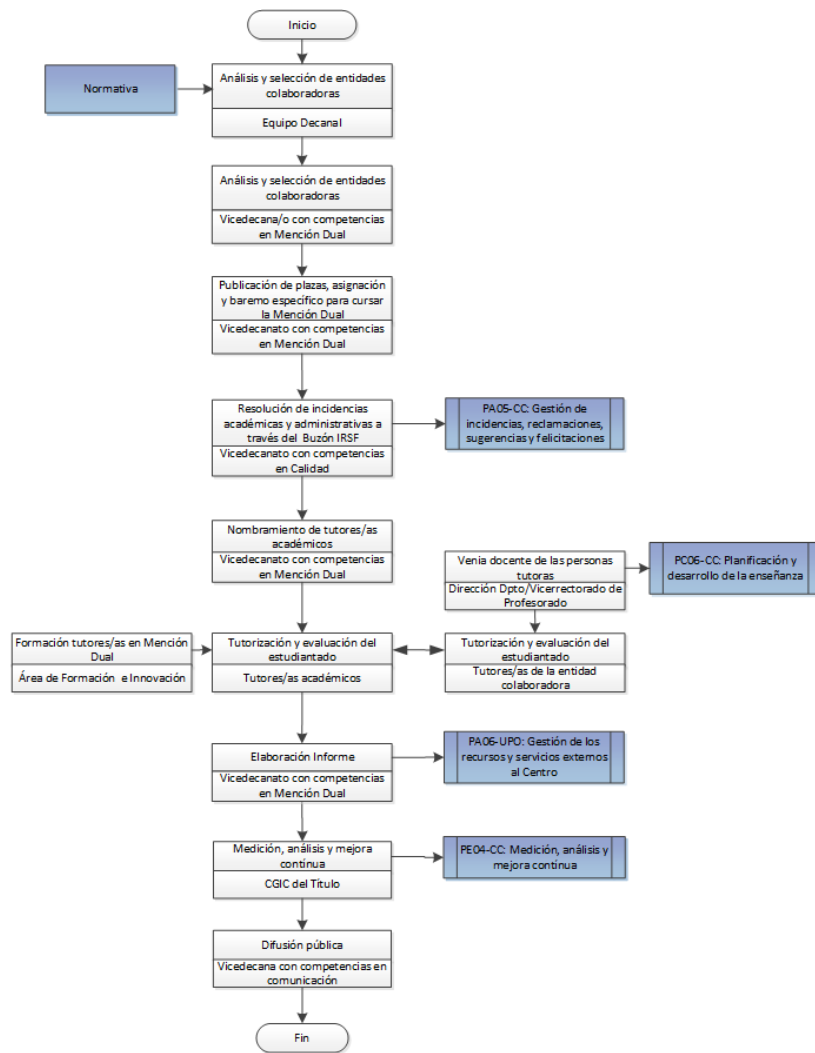 Inicio
Normativa
Análisis y selección de entidades
colaboradoras
Equipo Decanal
Análisis y selección de entidades
colaboradoras
Vicedecana/o con competencias
en Mención Dual
Publicación de plazas, asignación
y baremo específico para cursar
la Mención Dual
Vicedecanato con competencias
en Mención Dual
Resolución de incidencias
académicas y administrativas a
través del Buzón IRSF
Vicedecanato con competencias
en Calidad
PA05-CC: Gestión de
incidencias, reclamaciones,
sugerencias y felicitaciones
Nombramiento de tutores/as
académicos
Vicedecanato con competencias
en Mención Dual
Venia docente de las personas
tutoras
Dirección Dpto/Vicerrectorado de
Profesorado
PC06-CC: Planificación y
desarrollo de la enseñanza
Formación tutores/as en Mención
Dual
Área de Formación e Innovación
Tutorización y evaluación del
estudiantado
Tutores/as académicos
Tutorización y evaluación del
estudiantado
Tutores/as de la entidad
colaboradora
Elaboración Informe
Vicedecanato con competencias
en Mención Dual
PA06-UPO: Gestión de los
recursos y servicios externos
al Centro
Medición, análisis y mejora
continua
CGIC del Título
PE04-CC: Medición, análisis y
mejora continua
Difusión pública
Vicedecana con competencias en
comunicación
Fin